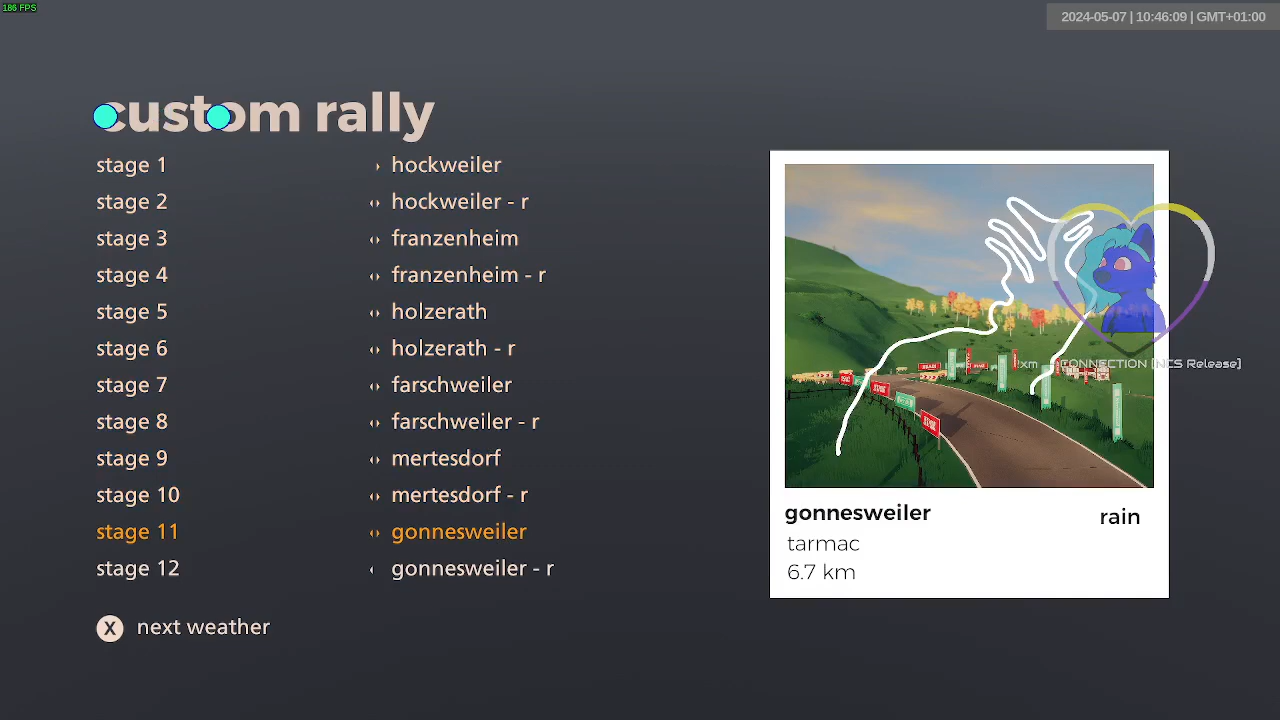 186 FPS
2024-05-07 | 10:46:09 | GMT+01:00
custom rally
stage 1 hockweiler
stage 2 hockweiler - r
stage 3 franzenheim
stage 4 franzenheim - r
stage 5 holzerath
stage 6 holzerath - r
stage 7 farschweiler
stage 8 farschweiler - r
stage 9 mertesdorf
stage 10 mertesdorf - r
stage 11 gonnesweiler
stage 12 gonnesweiler - r
X next weather
CONNECTION [NCS Release]
gonnesweiler rain
tarmac
6.7 km